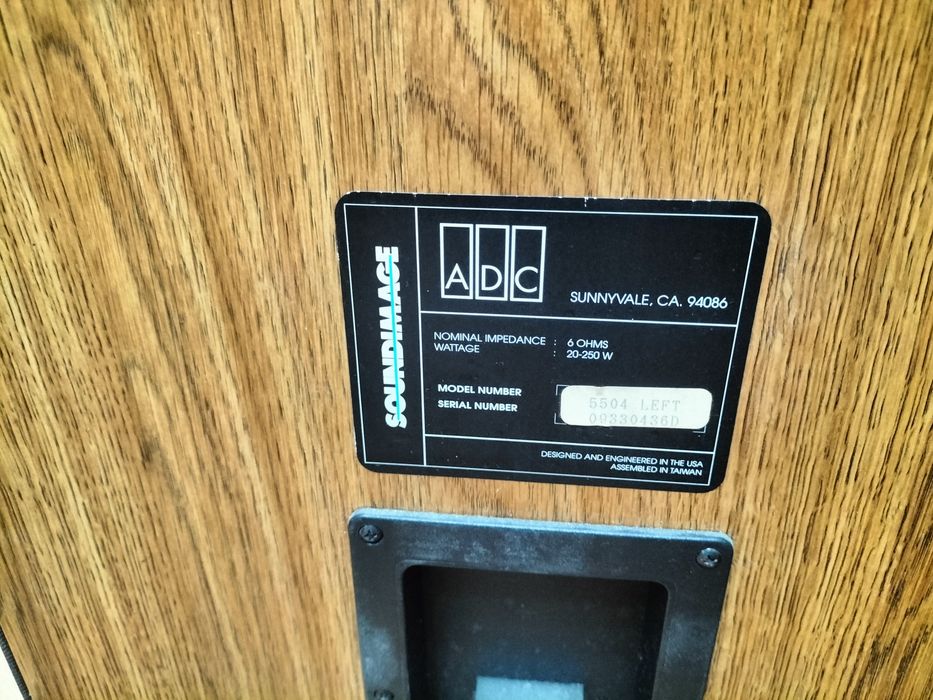 SOUNDIMAGE
ADC
SUNNYVALE, CA. 94086
NOMINAL IMPEDANCE : 6 OHMS
WATTAGE : 20-250 W
MODEL NUMBER 5504 LEFT
SERIAL NUMBER 09330436D
DESIGNED AND ENGINEERED IN THE USA
ASSEMBLED IN TAIWAN